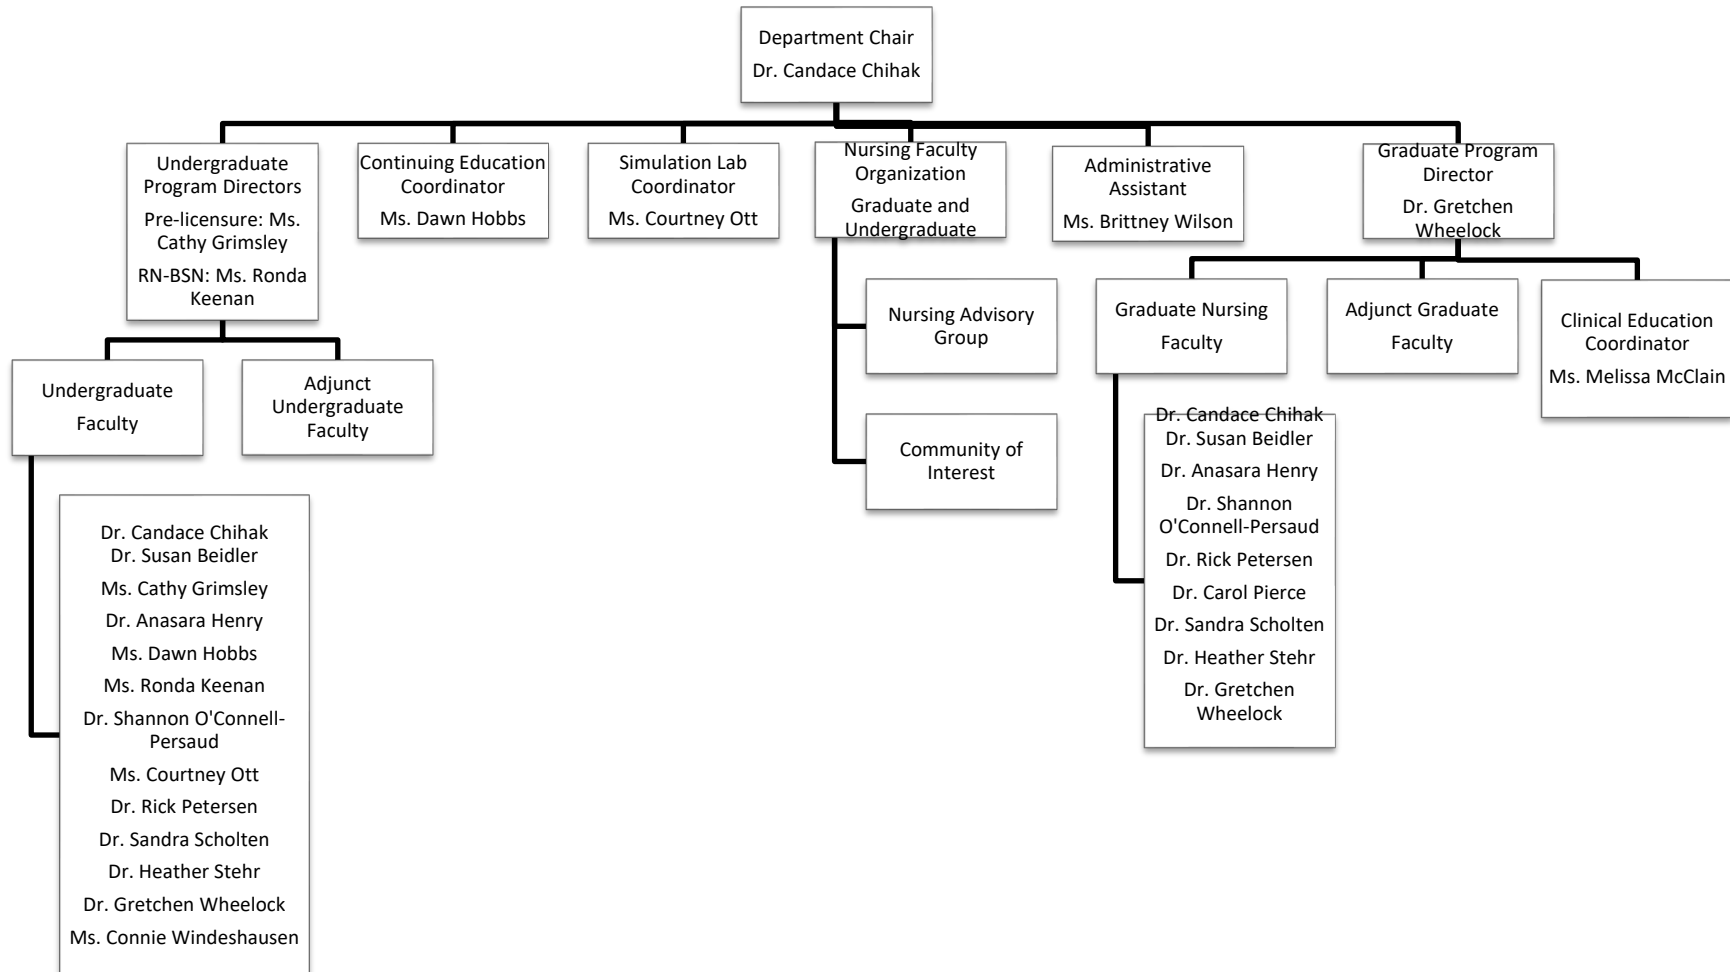 Department Chair
Dr. Candace Chihak
Undergraduate
Program Directors
Pre-licensure: Ms.
Cathy Grimsley
RN-BSN: Ms. Ronda
Keenan
Continuing Education
Coordinator
Ms. Dawn Hobbs
Simulation Lab
Coordinator
Ms. Courtney Ott
Nursing Faculty
Organization
Graduate and
Undergraduate
Administrative
Assistant
Ms. Brittney Wilson
Graduate Program
Director
Dr. Gretchen
Wheelock
Undergraduate
Faculty
Adjunct
Undergraduate
Faculty
Nursing Advisory
Group
Community of
Interest
Graduate Nursing
Faculty
Adjunct Graduate
Faculty
Clinical Education
Coordinator
Ms. Melissa McClain
Dr. Candace Chihak
Dr. Susan Beidler
Ms. Cathy Grimsley
Dr. Anasara Henry
Ms. Dawn Hobbs
Ms. Ronda Keenan
Dr. Shannon O'Connell-
Persaud
Ms. Courtney Ott
Dr. Rick Petersen
Dr. Sandra Scholten
Dr. Heather Stehr
Dr. Gretchen Wheelock
Ms. Connie Windeshausen
Dr. Candace Chihak
Dr. Susan Beidler
Dr. Anasara Henry
Dr. Shannon
O'Connell-Persaud
Dr. Rick Petersen
Dr. Carol Pierce
Dr. Sandra Scholten
Dr. Heather Stehr
Dr. Gretchen
Wheelock